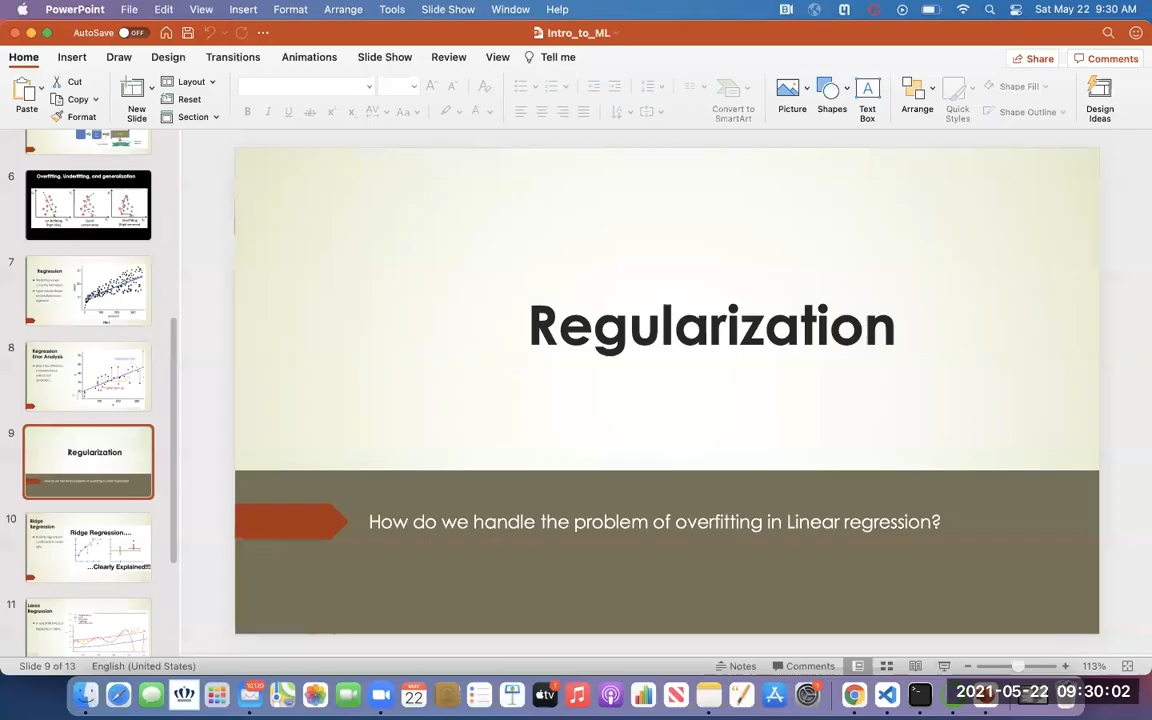 PowerPoint File Edit View Insert Format Arrange Tools Slide Show Window Help Sat May 22 9:30 AM
AutoSave OFF Intro_to_ML
Home Insert Draw Design Transitions Animations Slide Show Review View Tell me Share Comments
Paste Cut Copy Format
New Slide Layout Reset Section
Convert to SmartArt
Picture Shapes Text Box
Arrange Quick Styles Shape Fill Shape Outline
Design Ideas
6
Overfitting, Underfitting, and generalization
7
Regression
8
Regression
Error Analysis
9
Regularization
10
Ridge
Regression
Ridge Regression....
...Clearly Explained!!!
11
Lasso
Regression
Regularization
How do we handle the problem of overfitting in Linear regression?
Slide 9 of 13 English (United States) Notes Comments 113%
10,120
MAY
22
tv
2021-05-22 09:30:02